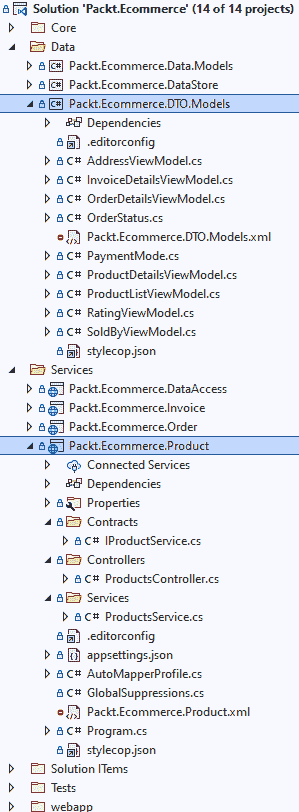 Solution 'Packt.Ecommerce' (14 of 14 projects)
Core
Data
C# Packt.Ecommerce.Data.Models
C# Packt.Ecommerce.DataStore
C# Packt.Ecommerce.DTO.Models
Dependencies
.editorconfig
C# AddressViewModel.cs
C# InvoiceDetailsViewModel.cs
C# OrderDetailsViewModel.cs
C# OrderStatus.cs
Packt.Ecommerce.DTO.Models.xml
C# PaymentMode.cs
C# ProductDetailsViewModel.cs
C# ProductListViewModel.cs
C# RatingViewModel.cs
C# SoldByViewModel.cs
stylecop.json
Services
Packt.Ecommerce.DataAccess
Packt.Ecommerce.Invoice
Packt.Ecommerce.Order
Packt.Ecommerce.Product
Connected Services
Dependencies
Properties
Contracts
C# IProductService.cs
Controllers
C# ProductsController.cs
Services
C# ProductsService.cs
.editorconfig
appsettings.json
C# AutoMapperProfile.cs
C# GlobalSuppressions.cs
Packt.Ecommerce.Product.xml
C# Program.cs
stylecop.json
Solution ITems
Tests
webapp